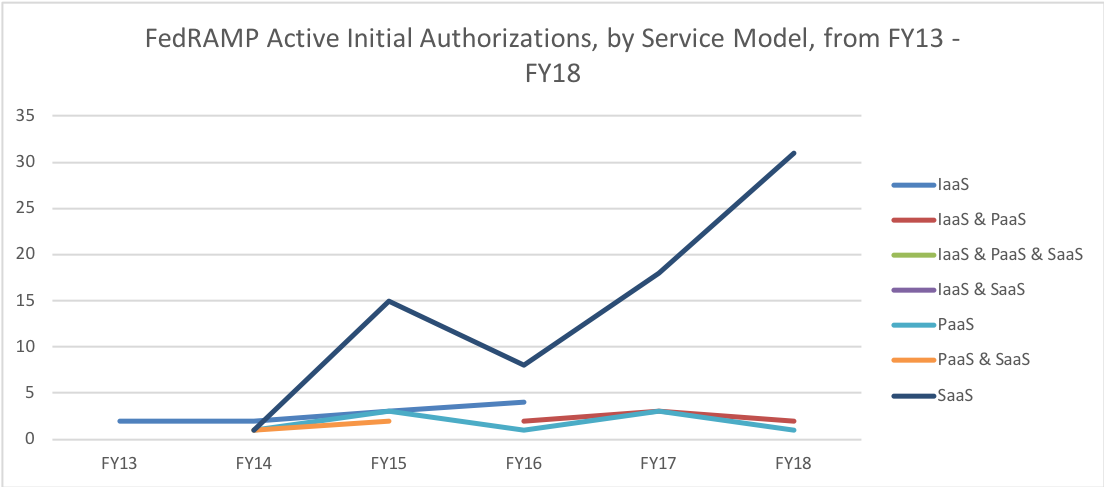 FedRAMP Active Initial Authorizations, by Service Model, from FY13 -
FY18
35
30
25
20
15
10
5
0
FY13 FY14 FY15 FY16 FY17 FY18
IaaS
IaaS & PaaS
IaaS & PaaS & SaaS
IaaS & SaaS
PaaS
PaaS & SaaS
SaaS